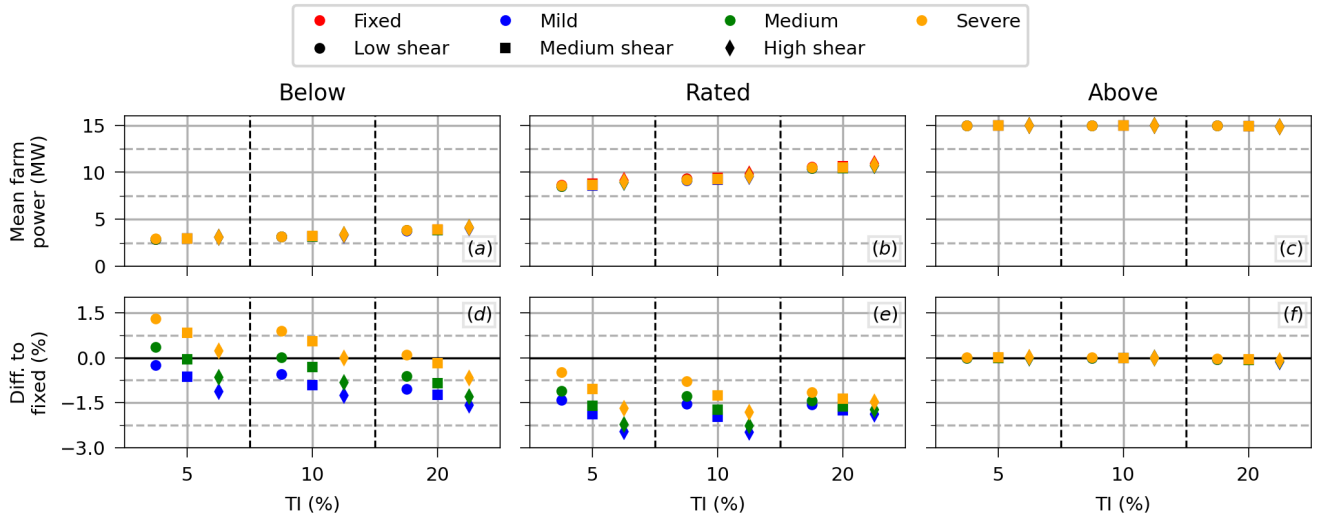 Fixed Mild Medium Severe
Low shear Medium shear High shear
Below Rated Above
Mean farm
power (MW)
15
10
5
0
(a) (b) (c)
Diff. to
fixed (%)
1.5
0.0
−1.5
−3.0
(d) (e) (f)
5 10 20 5 10 20 5 10 20
TI (%) TI (%) TI (%)